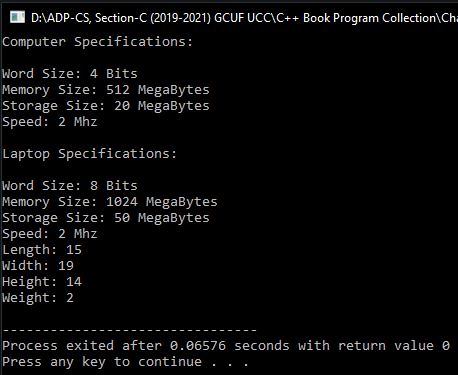 D:\ADP-CS, Section-C (2019-2021) GCUF UCC\C++ Book Program Collection\Cha
Computer Specifications:
Word Size: 4 Bits
Memory Size: 512 MegaBytes
Storage Size: 20 MegaBytes
Speed: 2 Mhz
Laptop Specifications:
Word Size: 8 Bits
Memory Size: 1024 MegaBytes
Storage Size: 50 MegaBytes
Speed: 2 Mhz
Length: 15
Width: 19
Height: 14
Weight: 2
--------------------------------
Process exited after 0.06576 seconds with return value 0
Press any key to continue . . .